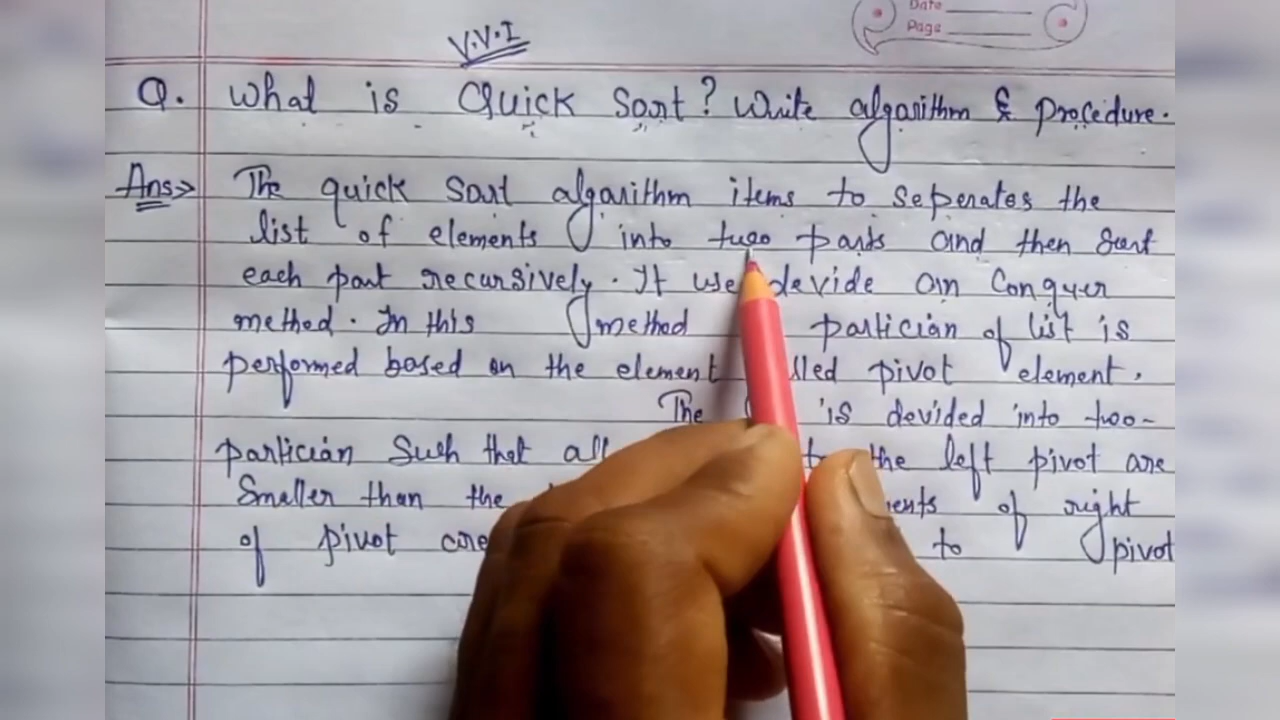 Date
Page
V.V.I
Q. What is Quick Sort? Write algorithm & procedure.
Ans⇒ The quick Sort algorithm items to seperates the
list of elements into two parts and then Sort
each part recursively. It use devide an Conquer
method. In this method partician of list is
performed based on the element lled pivot element.
The is devided into two-
partician Such that all the left pivot are
Smaller than the ments of right
of pivot to pivot